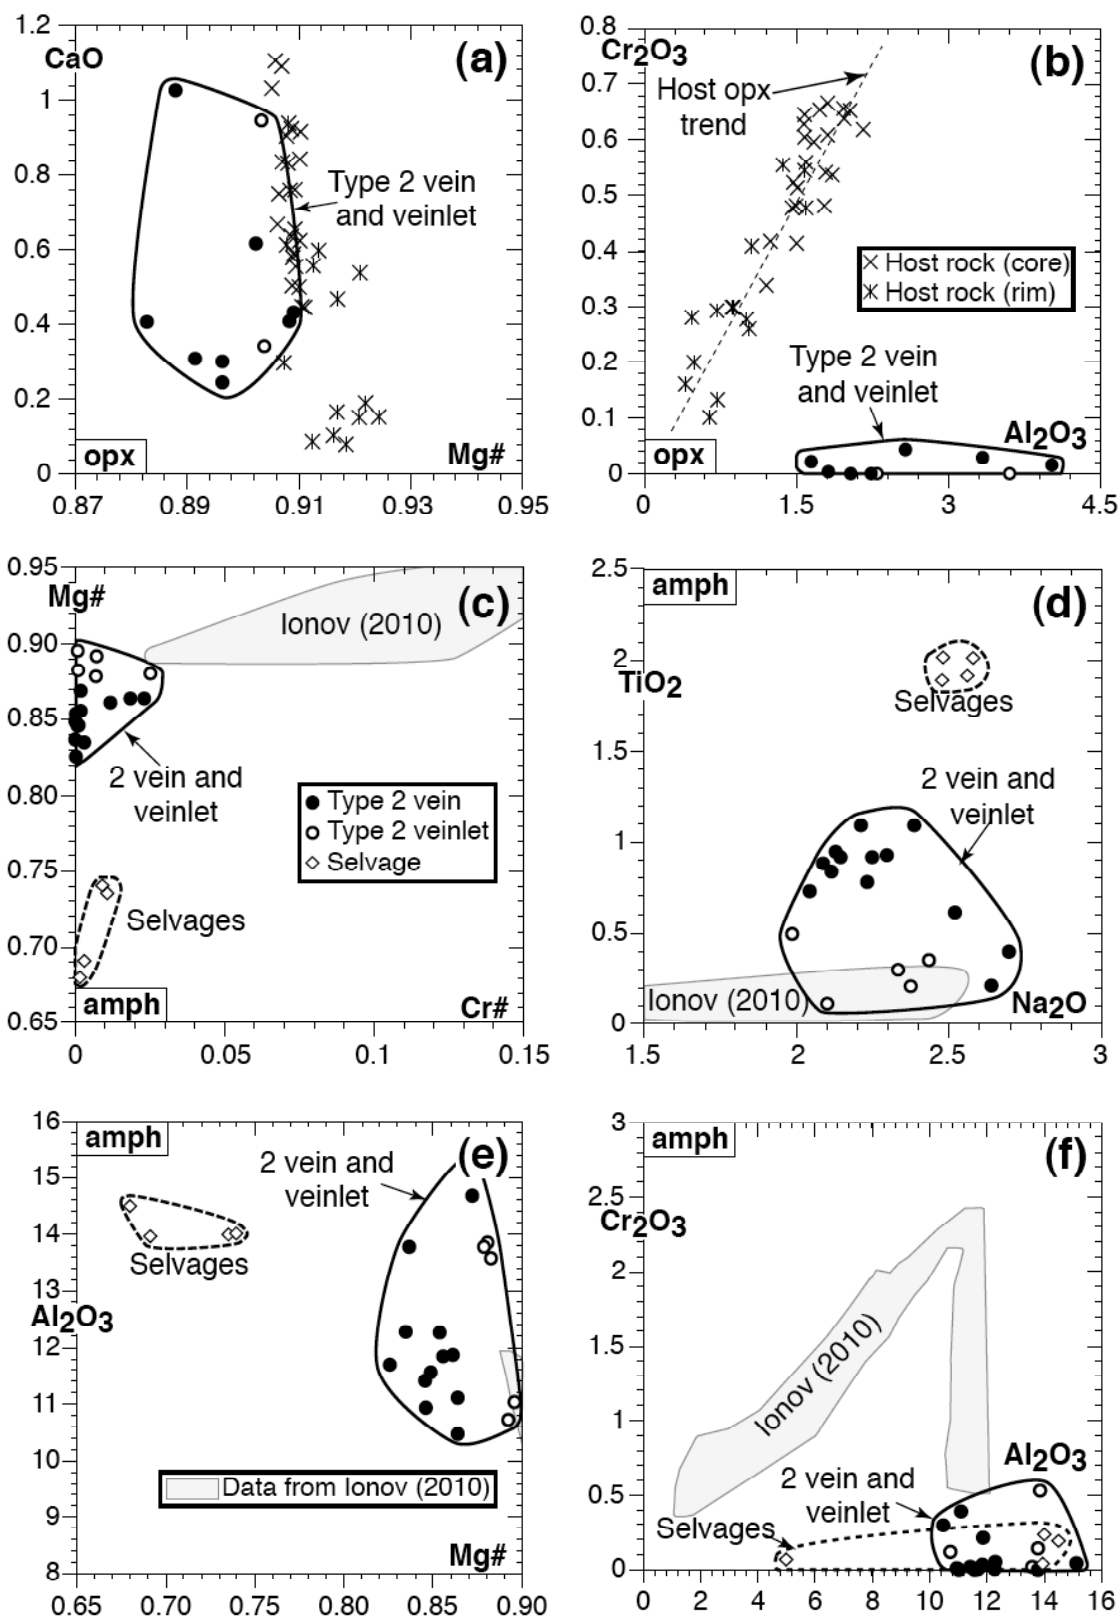 1.2
CaO
(a)
1
0.8
Type 2 vein
and veinlet
0.6
0.4
0.2
opx
Mg#
0
0.87
0.89
0.91
0.93
0.95
0.8
Cr2O3
(b)
0.7
Host opx
trend
0.6
0.5
0.4
Host rock (core)
Host rock (rim)
0.3
Type 2 vein
and veinlet
0.2
0.1
Al2O3
opx
0
0
1.5
3
4.5
0.95
Mg#
(c)
Ionov (2010)
0.90
0.85
2 vein and
veinlet
0.80
Type 2 vein
Type 2 veinlet
Selvage
0.75
Selvages
0.70
amph
Cr#
0.65
0
0.05
0.1
0.15
2.5
amph
(d)
2
TiO2
Selvages
1.5
2 vein and
veinlet
1
0.5
Ionov (2010)
Na2O
0
1.5
2
2.5
3
16
amph
(e)
2 vein and
veinlet
15
14
Selvages
13
Al2O3
12
11
10
Data from Ionov (2010)
9
Mg#
8
0.65
0.70
0.75
0.80
0.85
0.90
3
amph
(f)
2.5
Cr2O3
2
Ionov (2010)
1.5
1
Al2O3
2 vein and
veinlet
0.5
Selvages
0
0
2
4
6
8
10
12
14
16